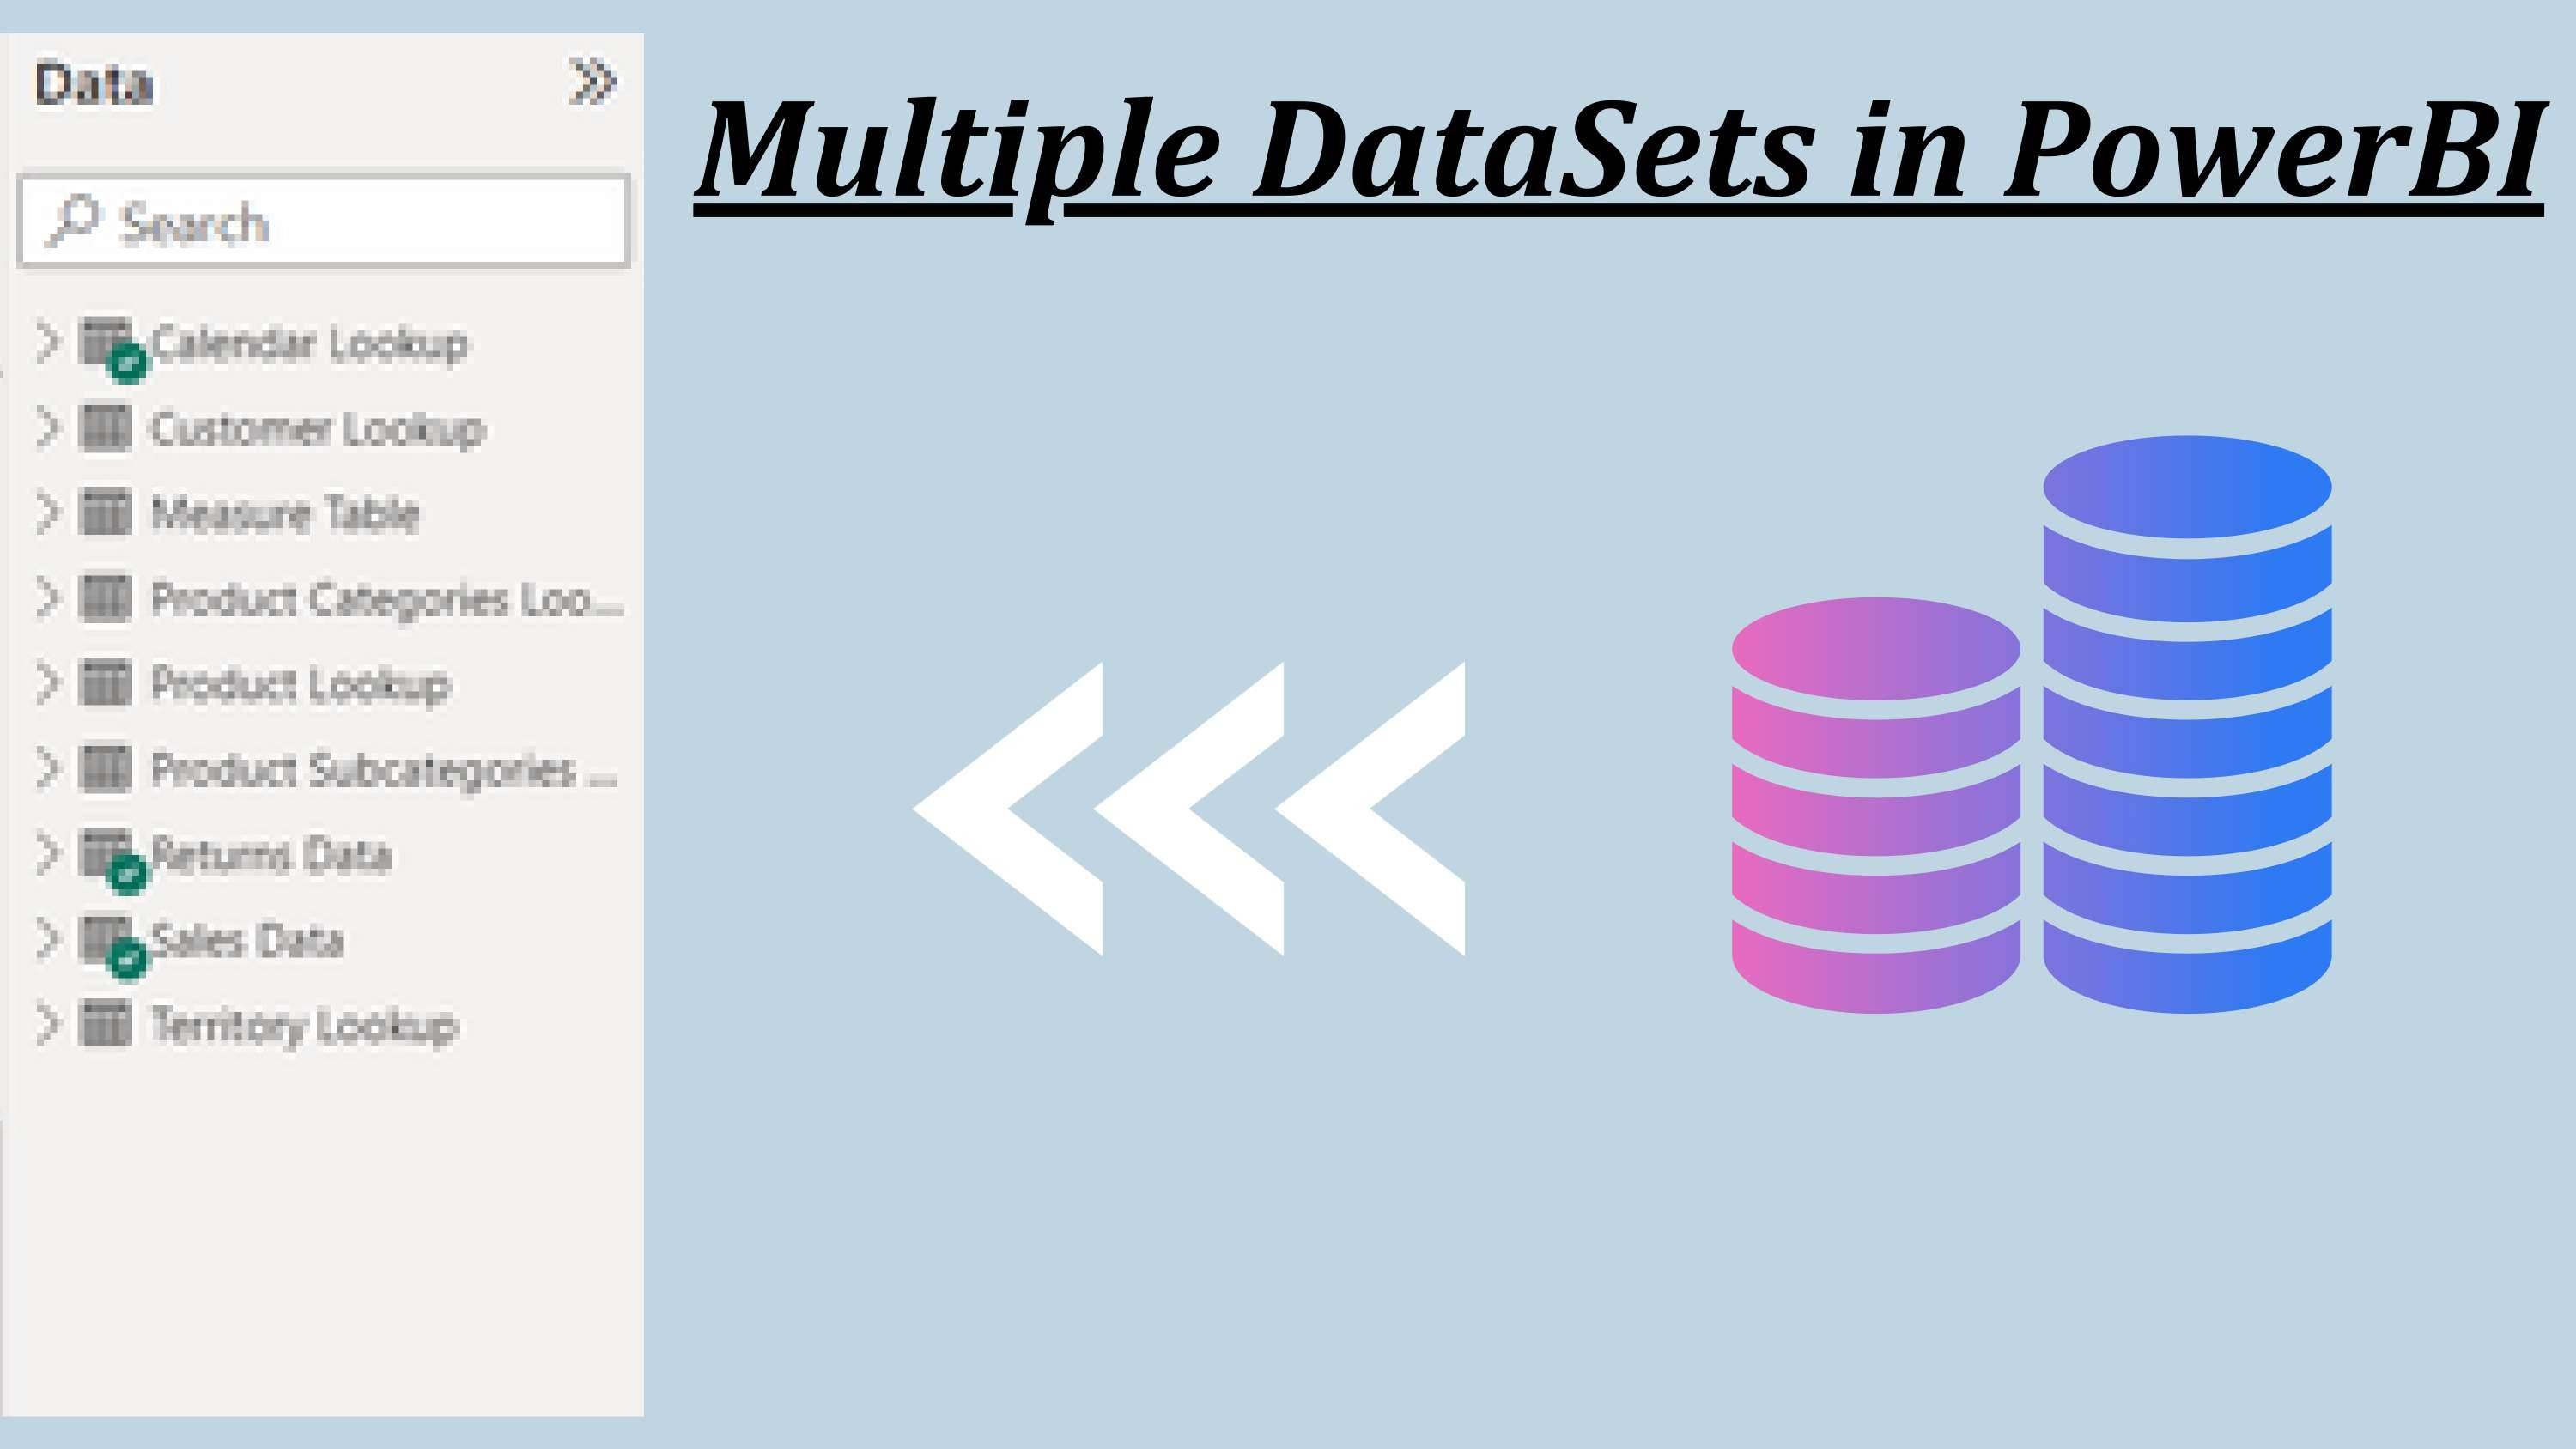 Data
Multiple DataSets in PowerBI
Search
Calendar Lookup
Customer Lookup
Measure Table
Product Categories Loo...
Product Lookup
Product Subcategories ...
Returns Data
Sales Data
Territory Lookup